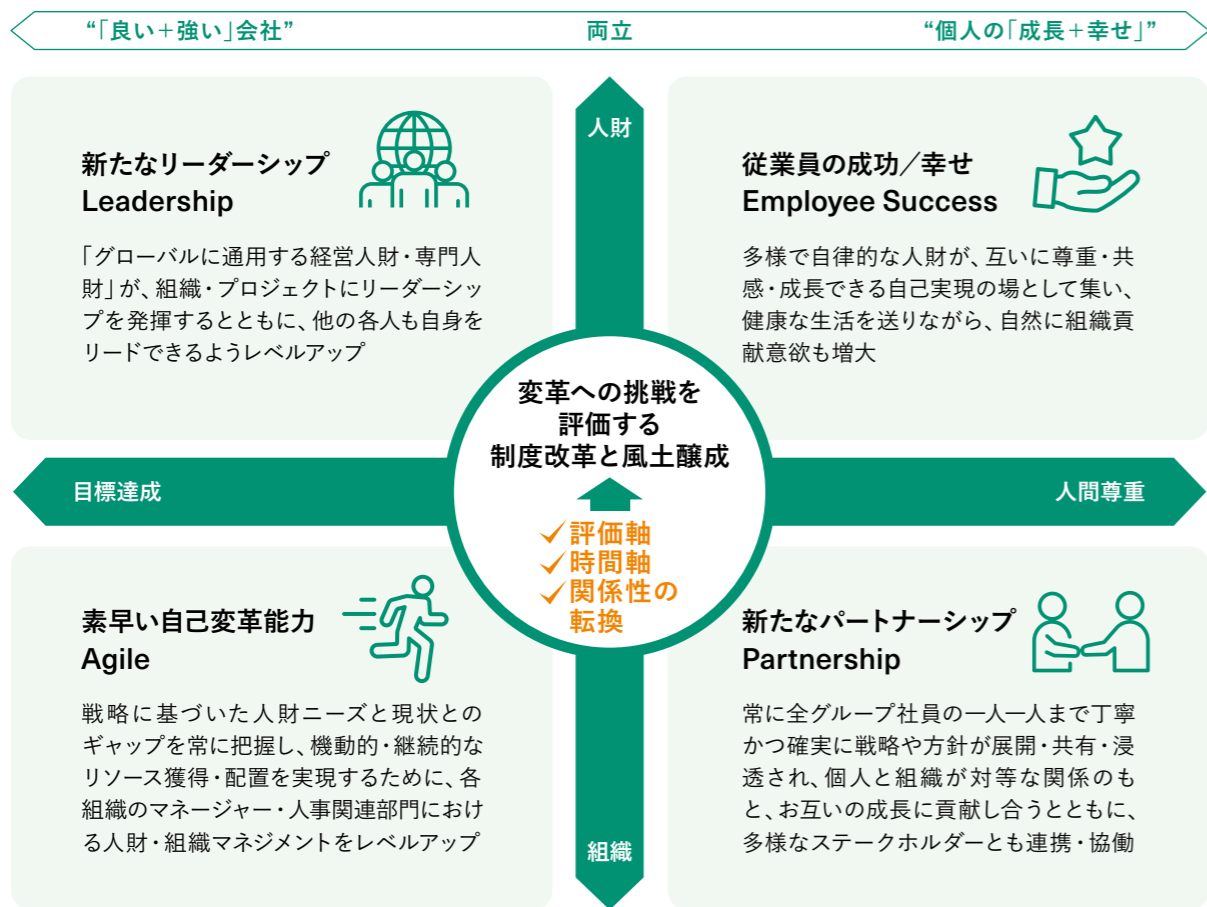 “「良い＋強い」会社”
両立
“個人の「成長＋幸せ」”
人財
新たなリーダーシップ
Leadership
「グローバルに通用する経営人財・専門人
財」が、組織・プロジェクトにリーダーシッ
プを発揮するとともに、他の各人も自身を
リードできるようレベルアップ
従業員の成功／幸せ
Employee Success
多様で自律的な人財が、互いに尊重・共
感・成長できる自己実現の場として集い、
健康な生活を送りながら、自然に組織貢
献意欲も増大
目標達成
変革への挑戦を
評価する
制度改革と風土醸成
✓評価軸
✓時間軸
✓関係性の
転換
人間尊重
素早い自己変革能力
Agile
戦略に基づいた人財ニーズと現状との
ギャップを常に把握し、機動的・継続的な
リソース獲得・配置を実現するために、各
組織のマネージャー・人事関連部門におけ
る人財・組織マネジメントをレベルアップ
新たなパートナーシップ
Partnership
常に全グループ社員の一人一人まで丁寧
かつ確実に戦略や方針が展開・共有・浸
透され、個人と組織が対等な関係のも
と、お互いの成長に貢献し合うとともに、
多様なステークホルダーとも連携・協働
組織